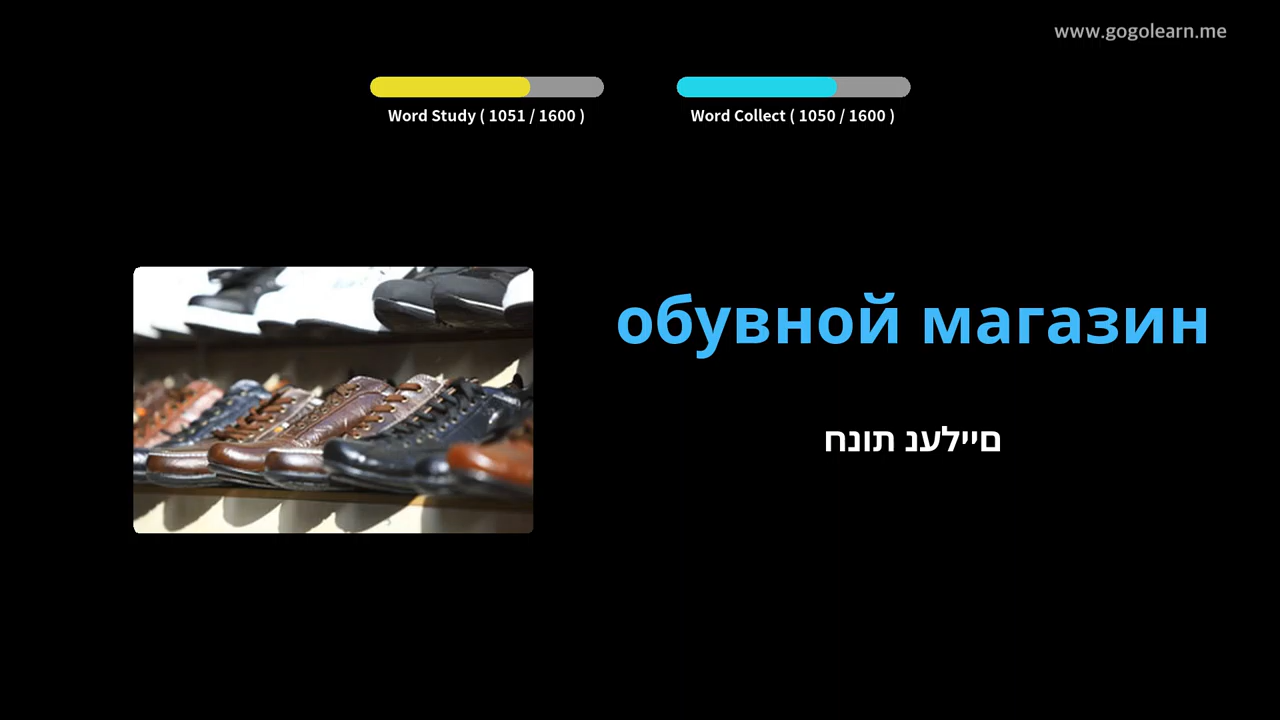 www.gogolearn.me
Word Study ( 1051 / 1600 )
Word Collect ( 1050 / 1600 )
обувной магазин
חנות נעליים